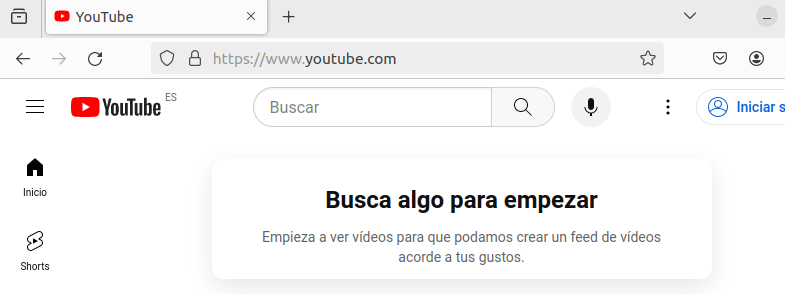 YouTube
https://www.youtube.com
YouTube ES
Buscar
Iniciar s
Inicio
Busca algo para empezar
Empieza a ver vídeos para que podamos crear un feed de vídeos
acorde a tus gustos.
Shorts